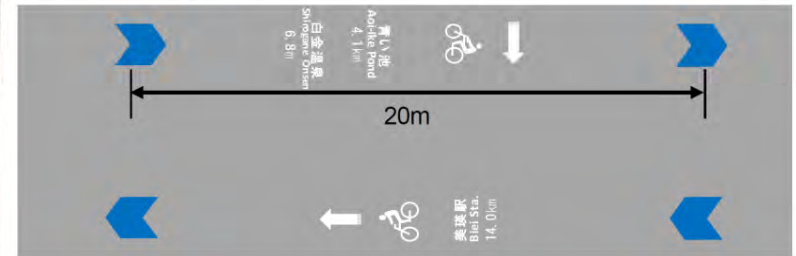 青い池
Aoi-ike Pond
4.1km
白金温泉
Shirogane Onsen
6.8㎞
20m
美瑛駅
Biei Sta.
14.0km